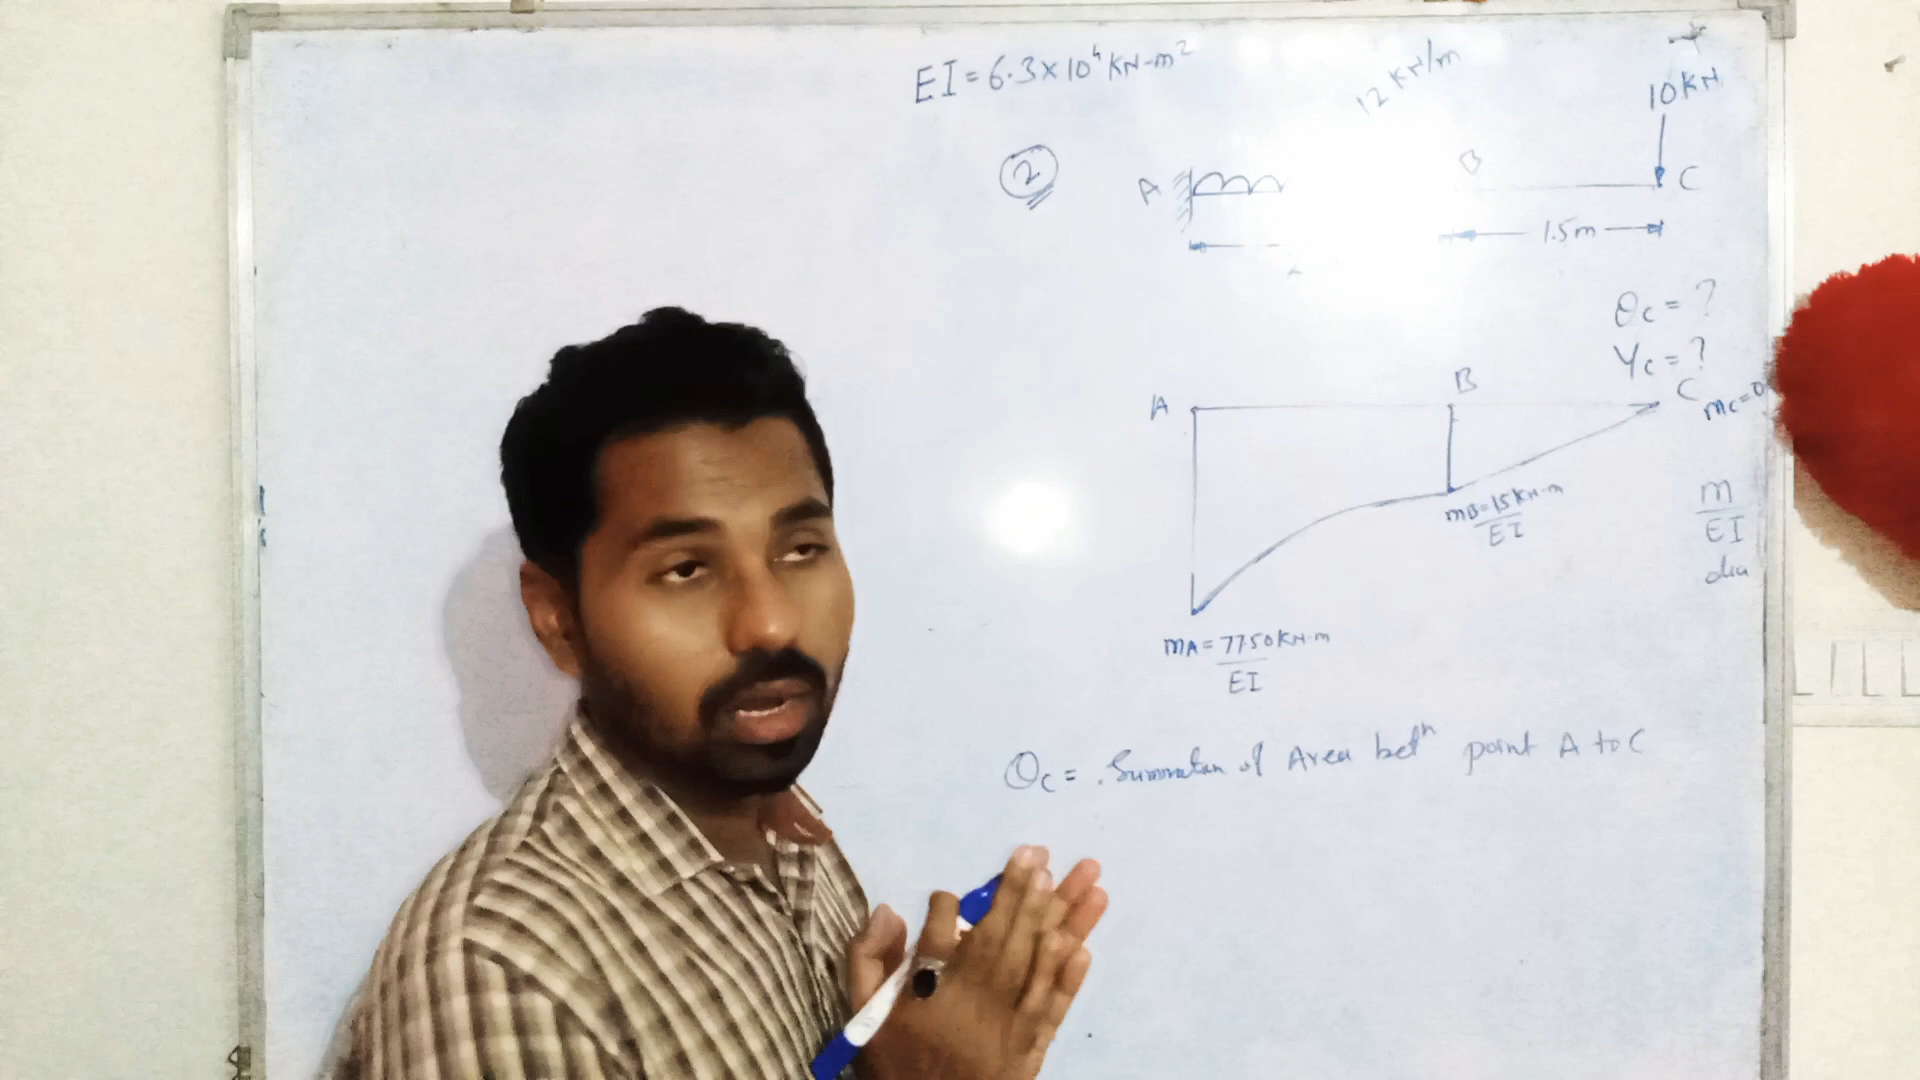 EI = 6.3×10⁴ KN-m²
12 KN/m
10KN
2
A
B
C
1.5m
θc = ?
Yc = ?
A
B
C
mc=0
mB=15KN-m
EI
m
EI
dia
mA = 77.50KN·m
EI
θc = Summation of Area betⁿ point A to C